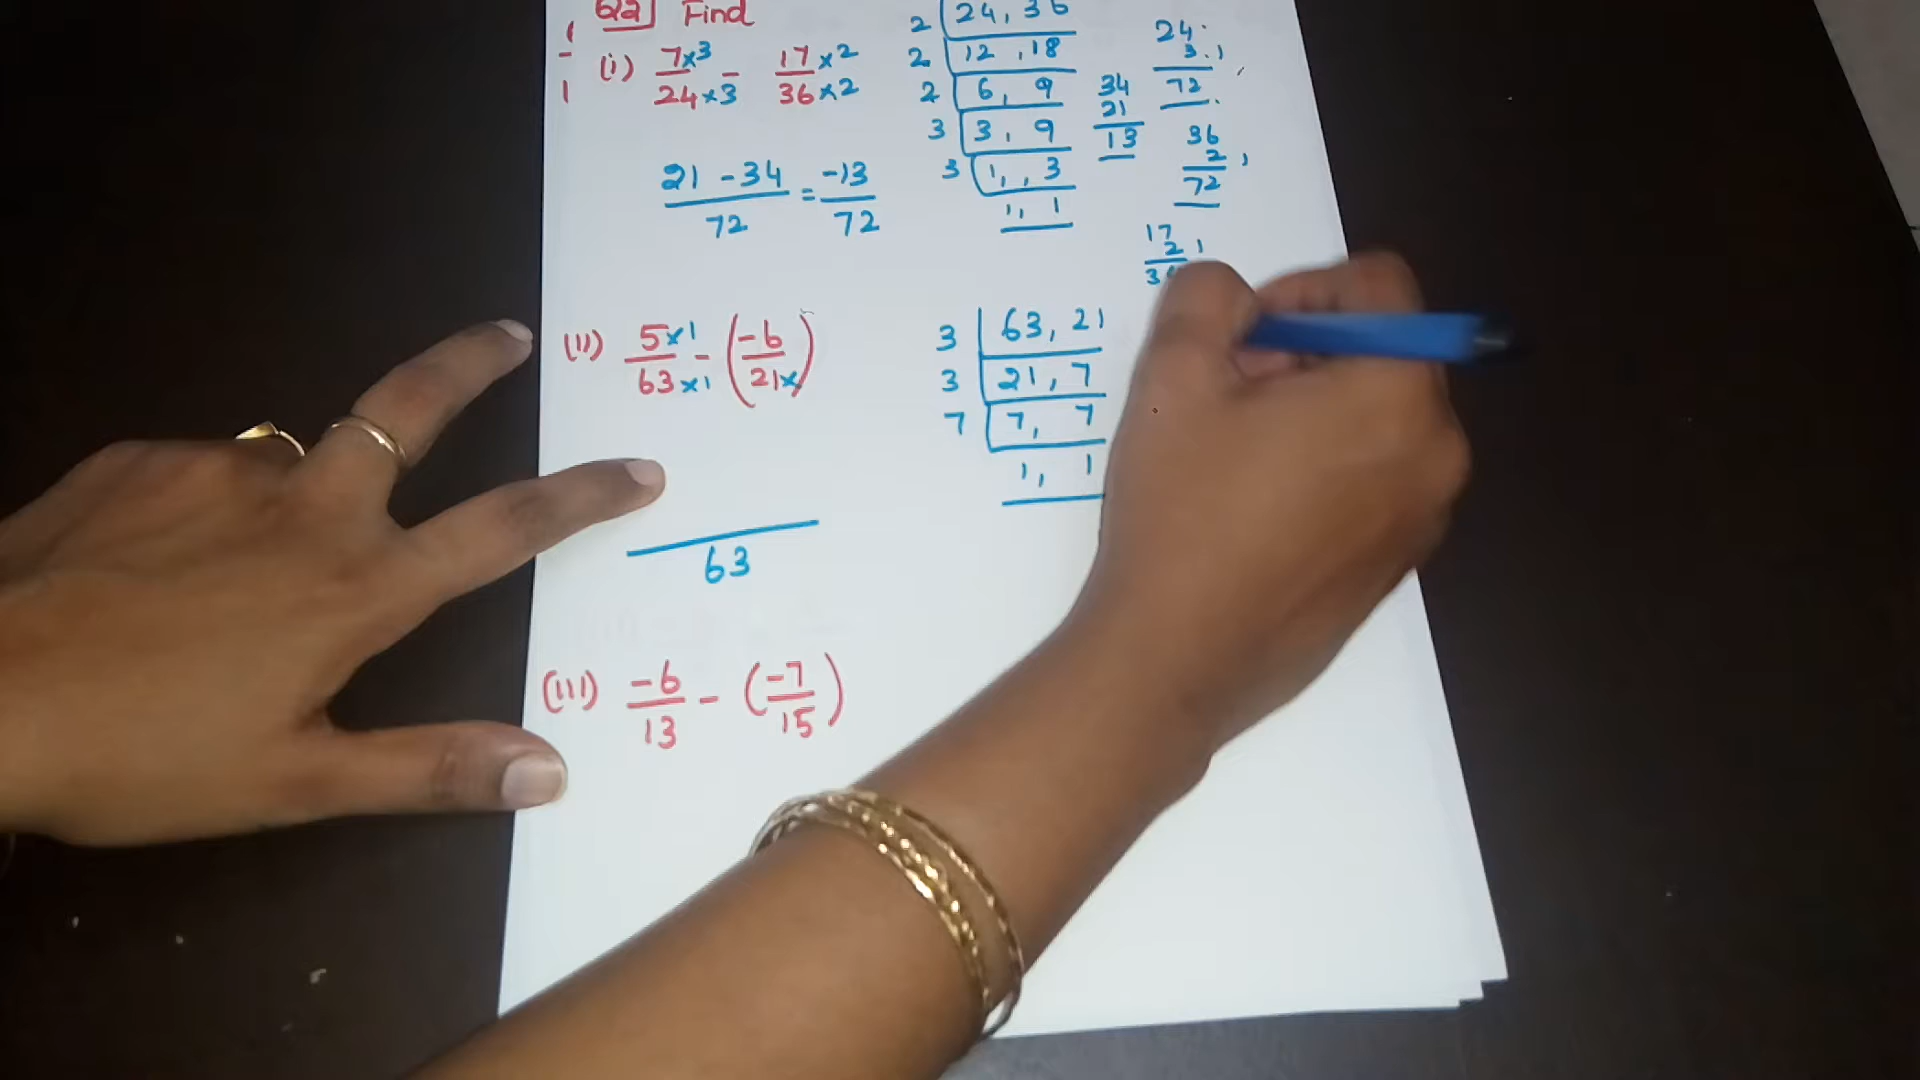 Q2 Find
(i) 7×3/24×3 - 17×2/36×2
21 - 34/72 = -13/72
2 | 24, 36
2 | 12, 18
2 | 6, 9
3 | 3, 9
3 | 1, 3
1, 1
34
21
13
24
3
72
36
2
72
17
2
(ii) 5×1/63×1 - (-6/21×)
63
3 | 63, 21
3 | 21, 7
7 | 7, 7
1, 1
(iii) -6/13 - (-7/15)